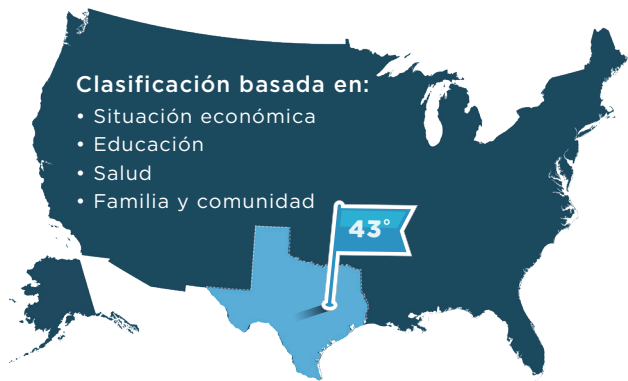 Clasificación basada en:
• Situación económica
• Educación
• Salud
• Familia y comunidad
43°